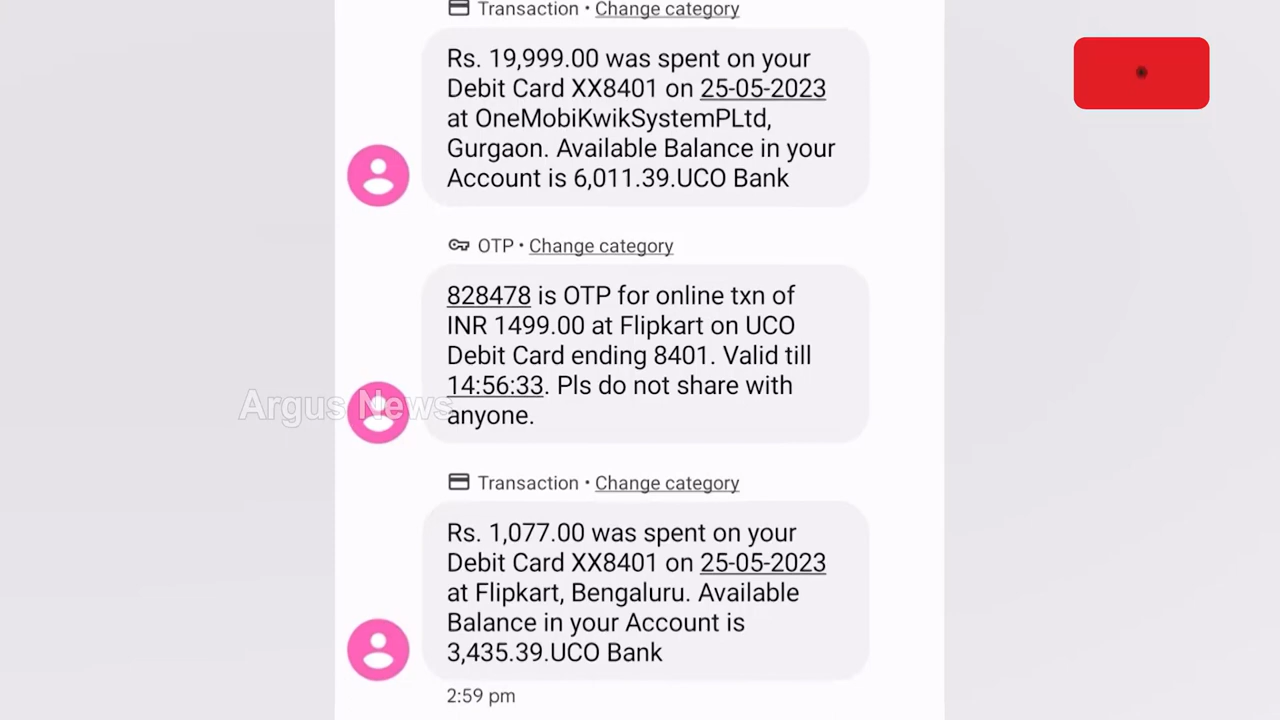 Transaction • Change category
Rs. 19,999.00 was spent on your
Debit Card XX8401 on 25-05-2023
at OneMobiKwikSystemPLtd,
Gurgaon. Available Balance in your
Account is 6,011.39.UCO Bank
OTP • Change category
828478 is OTP for online txn of
INR 1499.00 at Flipkart on UCO
Debit Card ending 8401. Valid till
14:56:33. Pls do not share with
anyone.
Argus News
Transaction • Change category
Rs. 1,077.00 was spent on your
Debit Card XX8401 on 25-05-2023
at Flipkart, Bengaluru. Available
Balance in your Account is
3,435.39.UCO Bank
2:59 pm